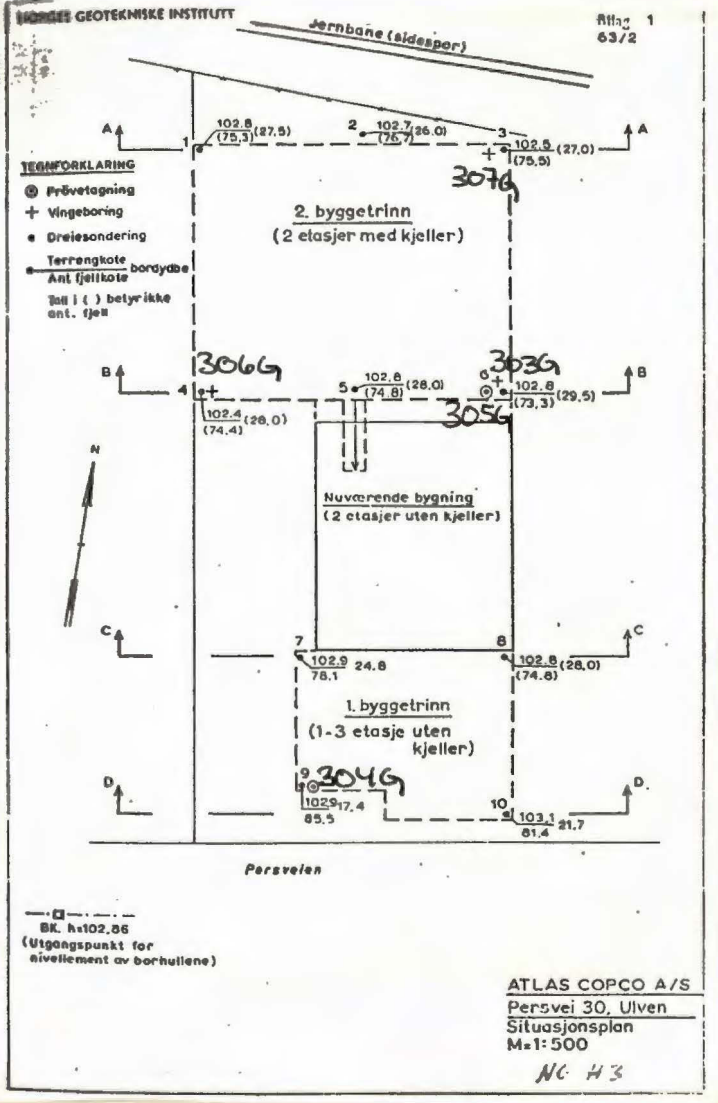 NORGES GEOTEKNISKE INSTITUTT
Bilag 1
63/2
Jernbane (sidespor)
A
A
1
102.8
(75,3) (27,5)
2
102.7
(76,7) (26.0)
3
102.5
(75,5) (27,0)
307G
TEGNFORKLARING
Prövetagning
Vingeboring
Dreiesondering
Terrengkote
Ant fjellkote
bordybde
Tall i ( ) betyr ikke
ant. fjell
2. byggetrinn
(2 etasjer med kjeller)
B
B
306G
4
102.4
(74,4) (28,0)
5
102.8
(74,8) (28,0)
303G
6
102.8
(73,3) (29,5)
305G
N
Nuværende bygning
(2 etasjer uten kjeller)
C
C
7
102.9
78,1 24,8
8
102.8
(74,8) (28,0)
1. byggetrinn
(1-3 etasje uten
kjeller)
D
D
9
304G
102.9 17,4
85,5
10
103,1
81,4 21,7
Persveien
BK. h=102,86
(Utgangspunkt for
nivellement av borhullene)
ATLAS COPCO A/S
Persvei 30, Ulven
Situasjonsplan
M=1:500
NC H3